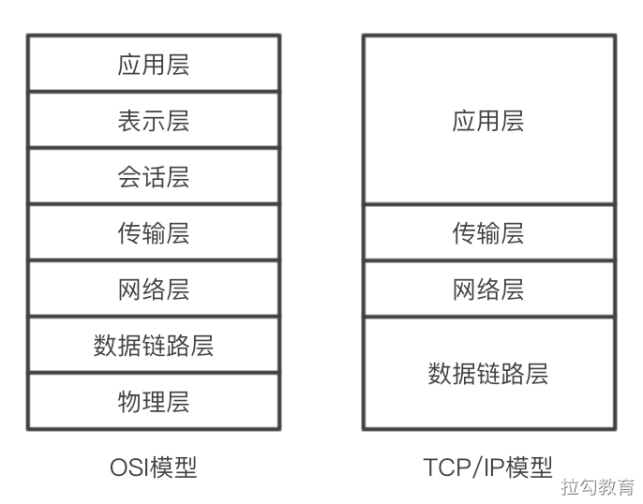 应用层
表示层
会话层
传输层
网络层
数据链路层
物理层
OSI模型
应用层
传输层
网络层
数据链路层
TCP/IP模型
拉勾教育